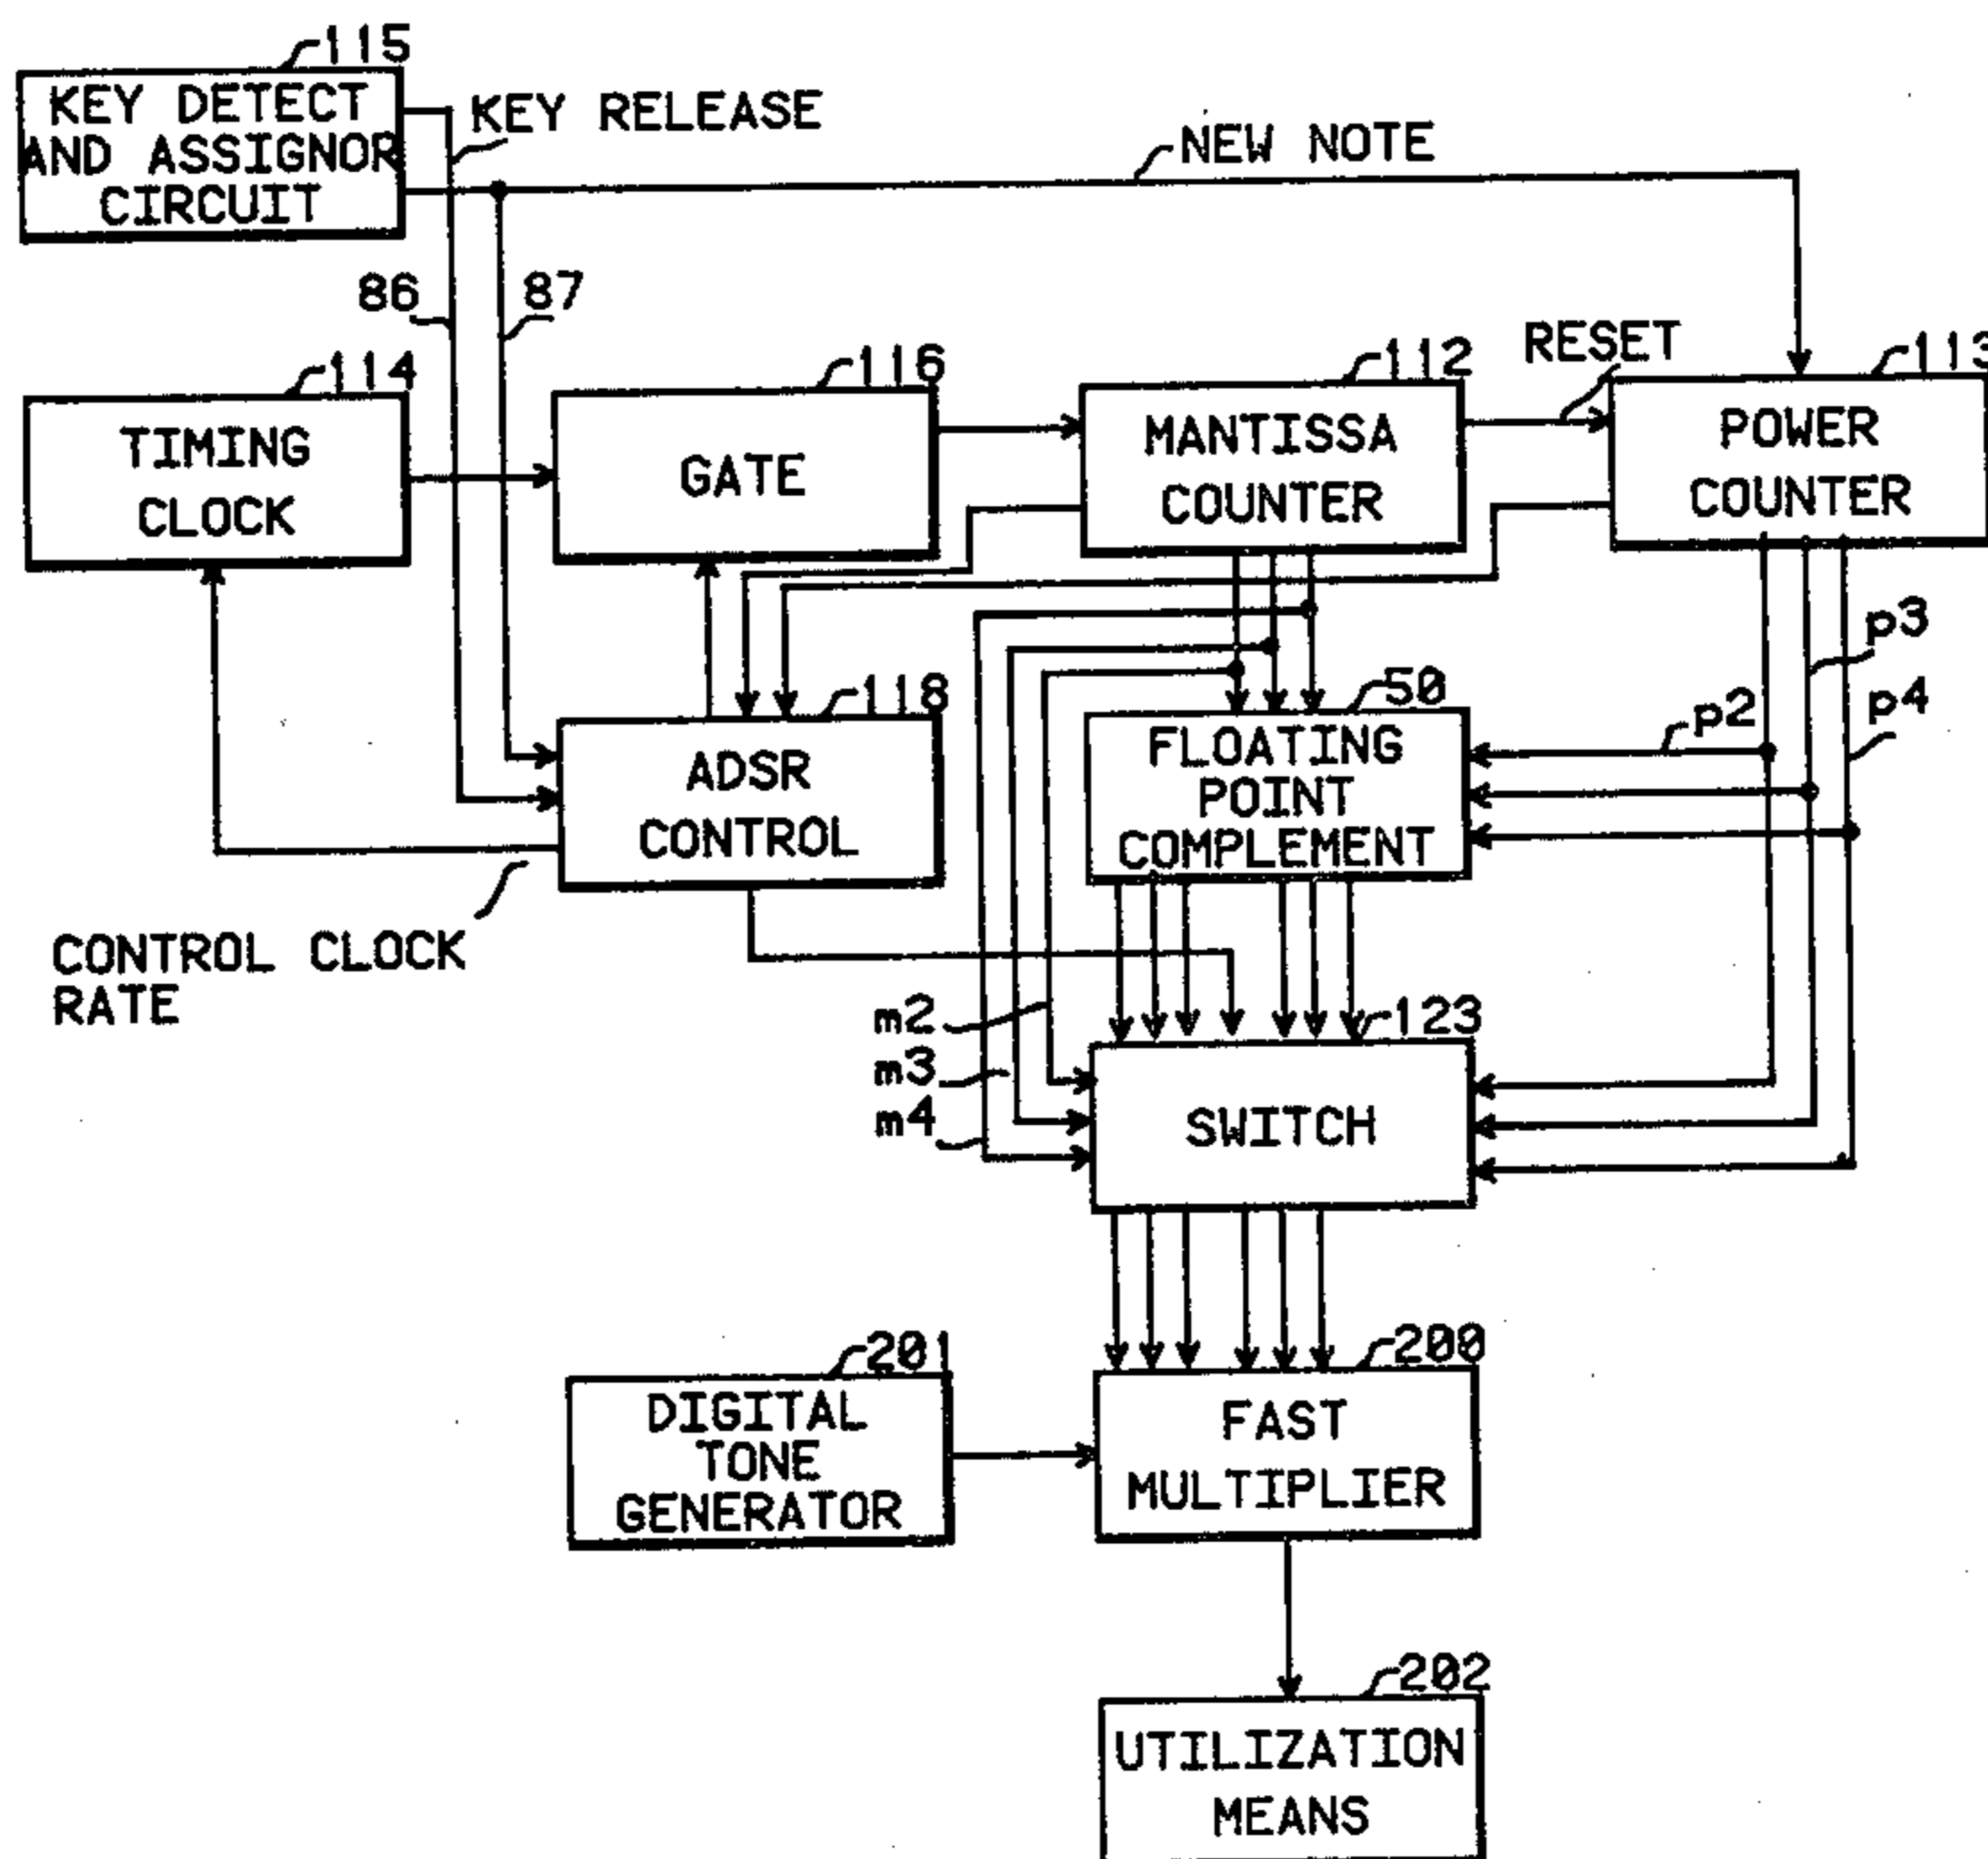 115
KEY DETECT
AND ASSIGNOR
CIRCUIT
KEY RELEASE
NEW NOTE
86
87
114
TIMING
CLOCK
116
GATE
112
MANTISSA
COUNTER
RESET
113
POWER
COUNTER
118
ADSR
CONTROL
50
FLOATING
POINT
COMPLEMENT
p2
p3
p4
CONTROL CLOCK
RATE
m2
m3
m4
123
SWITCH
201
DIGITAL
TONE
GENERATOR
200
FAST
MULTIPLIER
202
UTILIZATION
MEANS